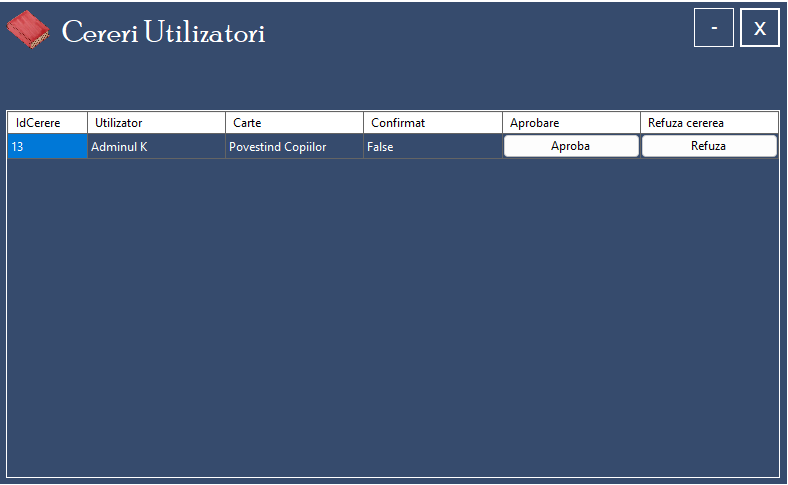 Cereri Utilizatori
- X
IdCerere Utilizator Carte Confirmat Aprobare Refuza cererea
13 Adminul K Povestind Copiilor False Aproba Refuza